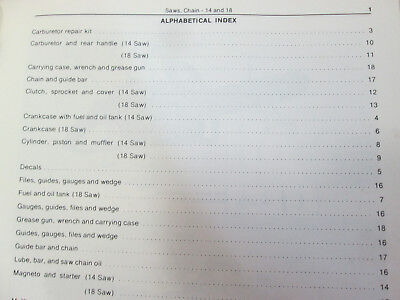 Saws, Chain - 14 and 18 1
ALPHABETICAL INDEX
Carburetor repair kit 3
Carburetor and rear handle (14 Saw) 10
(18 Saw) 11
Carrying case, wrench and grease gun 18
Chain and guide bar 17
Clutch, sprocket and cover (14 Saw) 12
(18 Saw) 13
Crankcase with fuel and oil tank (14 Saw) 4
Crankcase (18 Saw) 6
Cylinder, piston and muffler (14 Saw) 8
(18 Saw) 9
Decals 5
Files, guides, gauges and wedge 16
Fuel and oil tank (18 Saw) 7
Gauges, guides, files and wedge 16
Grease gun, wrench and carrying case 18
Guides, gauges, files and wedge 16
Guide bar and chain 17
Lube, bar, and saw chain oil 16
Magneto and starter (14 Saw) 14
(18 Saw)